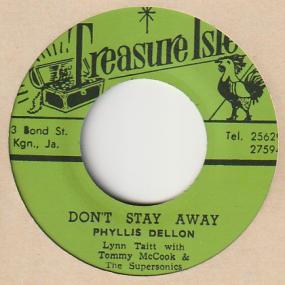 Treasure Isle
3 Bond St.
Kgn., Ja.
Tel. 2562
27594
DON'T STAY AWAY
PHYLLIS DELLON
Lynn Taitt with
Tommy McCook &
The Supersonics